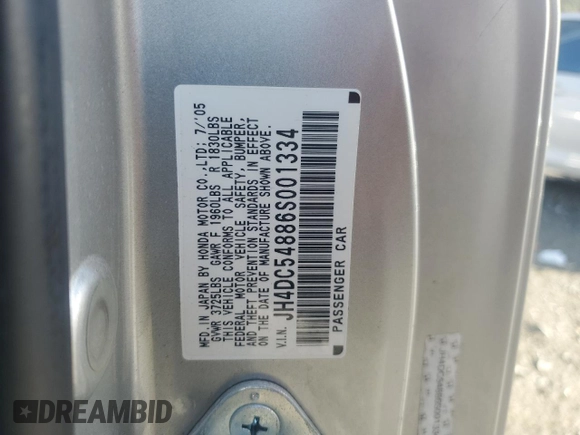 MFD. IN JAPAN BY HONDA MOTOR CO.,LTD; 7/'05
GVWR 3725LBS GAWR F 1960LBS R 1830LBS
THIS VEHICLE CONFORMS TO ALL APPLICABLE
FEDERAL MOTOR VEHICLE SAFETY, BUMPER,
AND THEFT PREVENTION STANDARDS IN EFFECT
ON THE DATE OF MANUFACTURE SHOWN ABOVE.
V.I.N. JH4DC54886S001334
PASSENGER CAR
DREAMBID